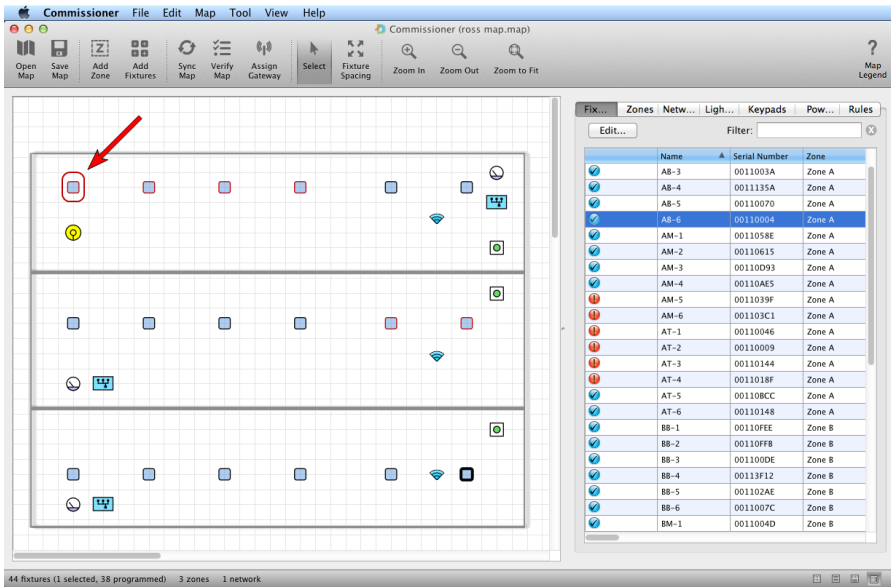 Commissioner File Edit Map Tool View Help
Commissioner (ross map.map)
Open Map
Save Map
Add Zone
Add Fixtures
Sync Map
Verify Map
Assign Gateway
Select
Fixture Spacing
Zoom In
Zoom Out
Zoom to Fit
?
Map Legend
Fix... Zones Netw... Ligh... Keypads Pow... Rules
Edit... Filter:
Name Serial Number Zone
AB-3 0011003A Zone A
AB-4 0011135A Zone A
AB-5 00110070 Zone A
AB-6 00110004 Zone A
AM-1 0011058E Zone A
AM-2 00110615 Zone A
AM-3 00110D93 Zone A
AM-4 00110AE5 Zone A
AM-5 0011039F Zone A
AM-6 001103C1 Zone A
AT-1 00110046 Zone A
AT-2 00110009 Zone A
AT-3 00110144 Zone A
AT-4 0011018F Zone A
AT-5 00110BCC Zone A
AT-6 00110148 Zone A
BB-1 00110FEE Zone B
BB-2 00110FFB Zone B
BB-3 001100DE Zone B
BB-4 00113F12 Zone B
BB-5 001102AE Zone B
BB-6 0011007C Zone B
BM-1 0011004D Zone B
44 fixtures (1 selected, 38 programmed) 3 zones 1 network